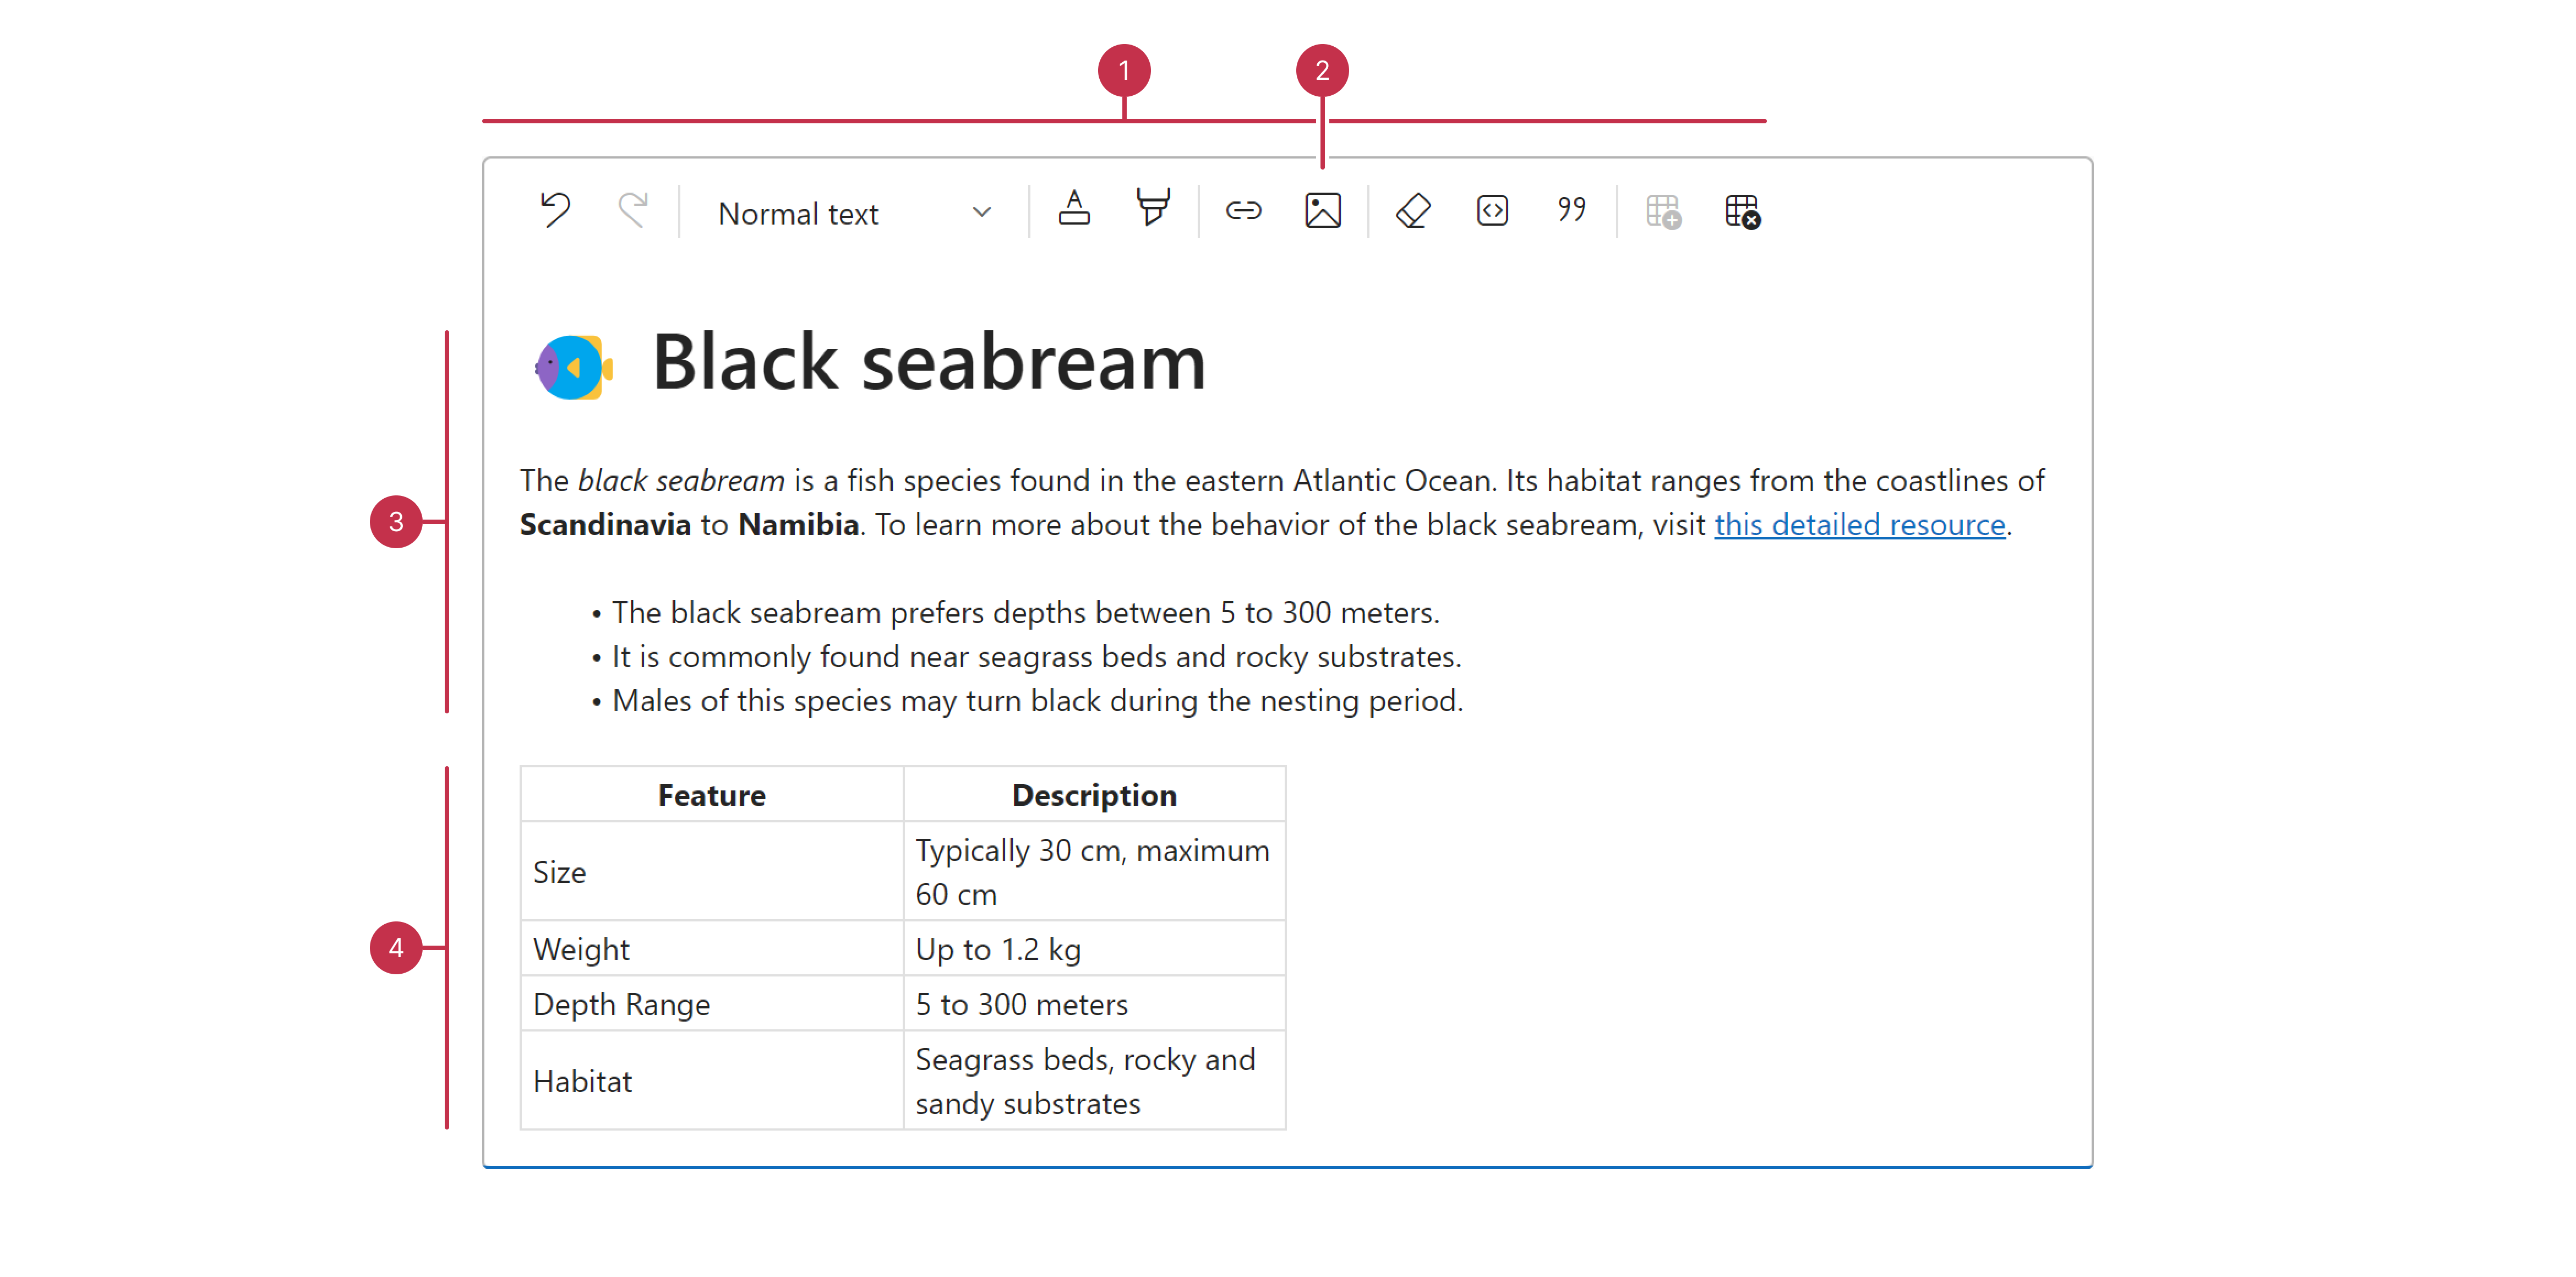 1
2
Normal text
A
99
Black seabream
The black seabream is a fish species found in the eastern Atlantic Ocean. Its habitat ranges from the coastlines of
Scandinavia to Namibia. To learn more about the behavior of the black seabream, visit this detailed resource.
3
• The black seabream prefers depths between 5 to 300 meters.
• It is commonly found near seagrass beds and rocky substrates.
• Males of this species may turn black during the nesting period.
Feature Description
Size Typically 30 cm, maximum
60 cm
4
Weight Up to 1.2 kg
Depth Range 5 to 300 meters
Habitat Seagrass beds, rocky and
sandy substrates